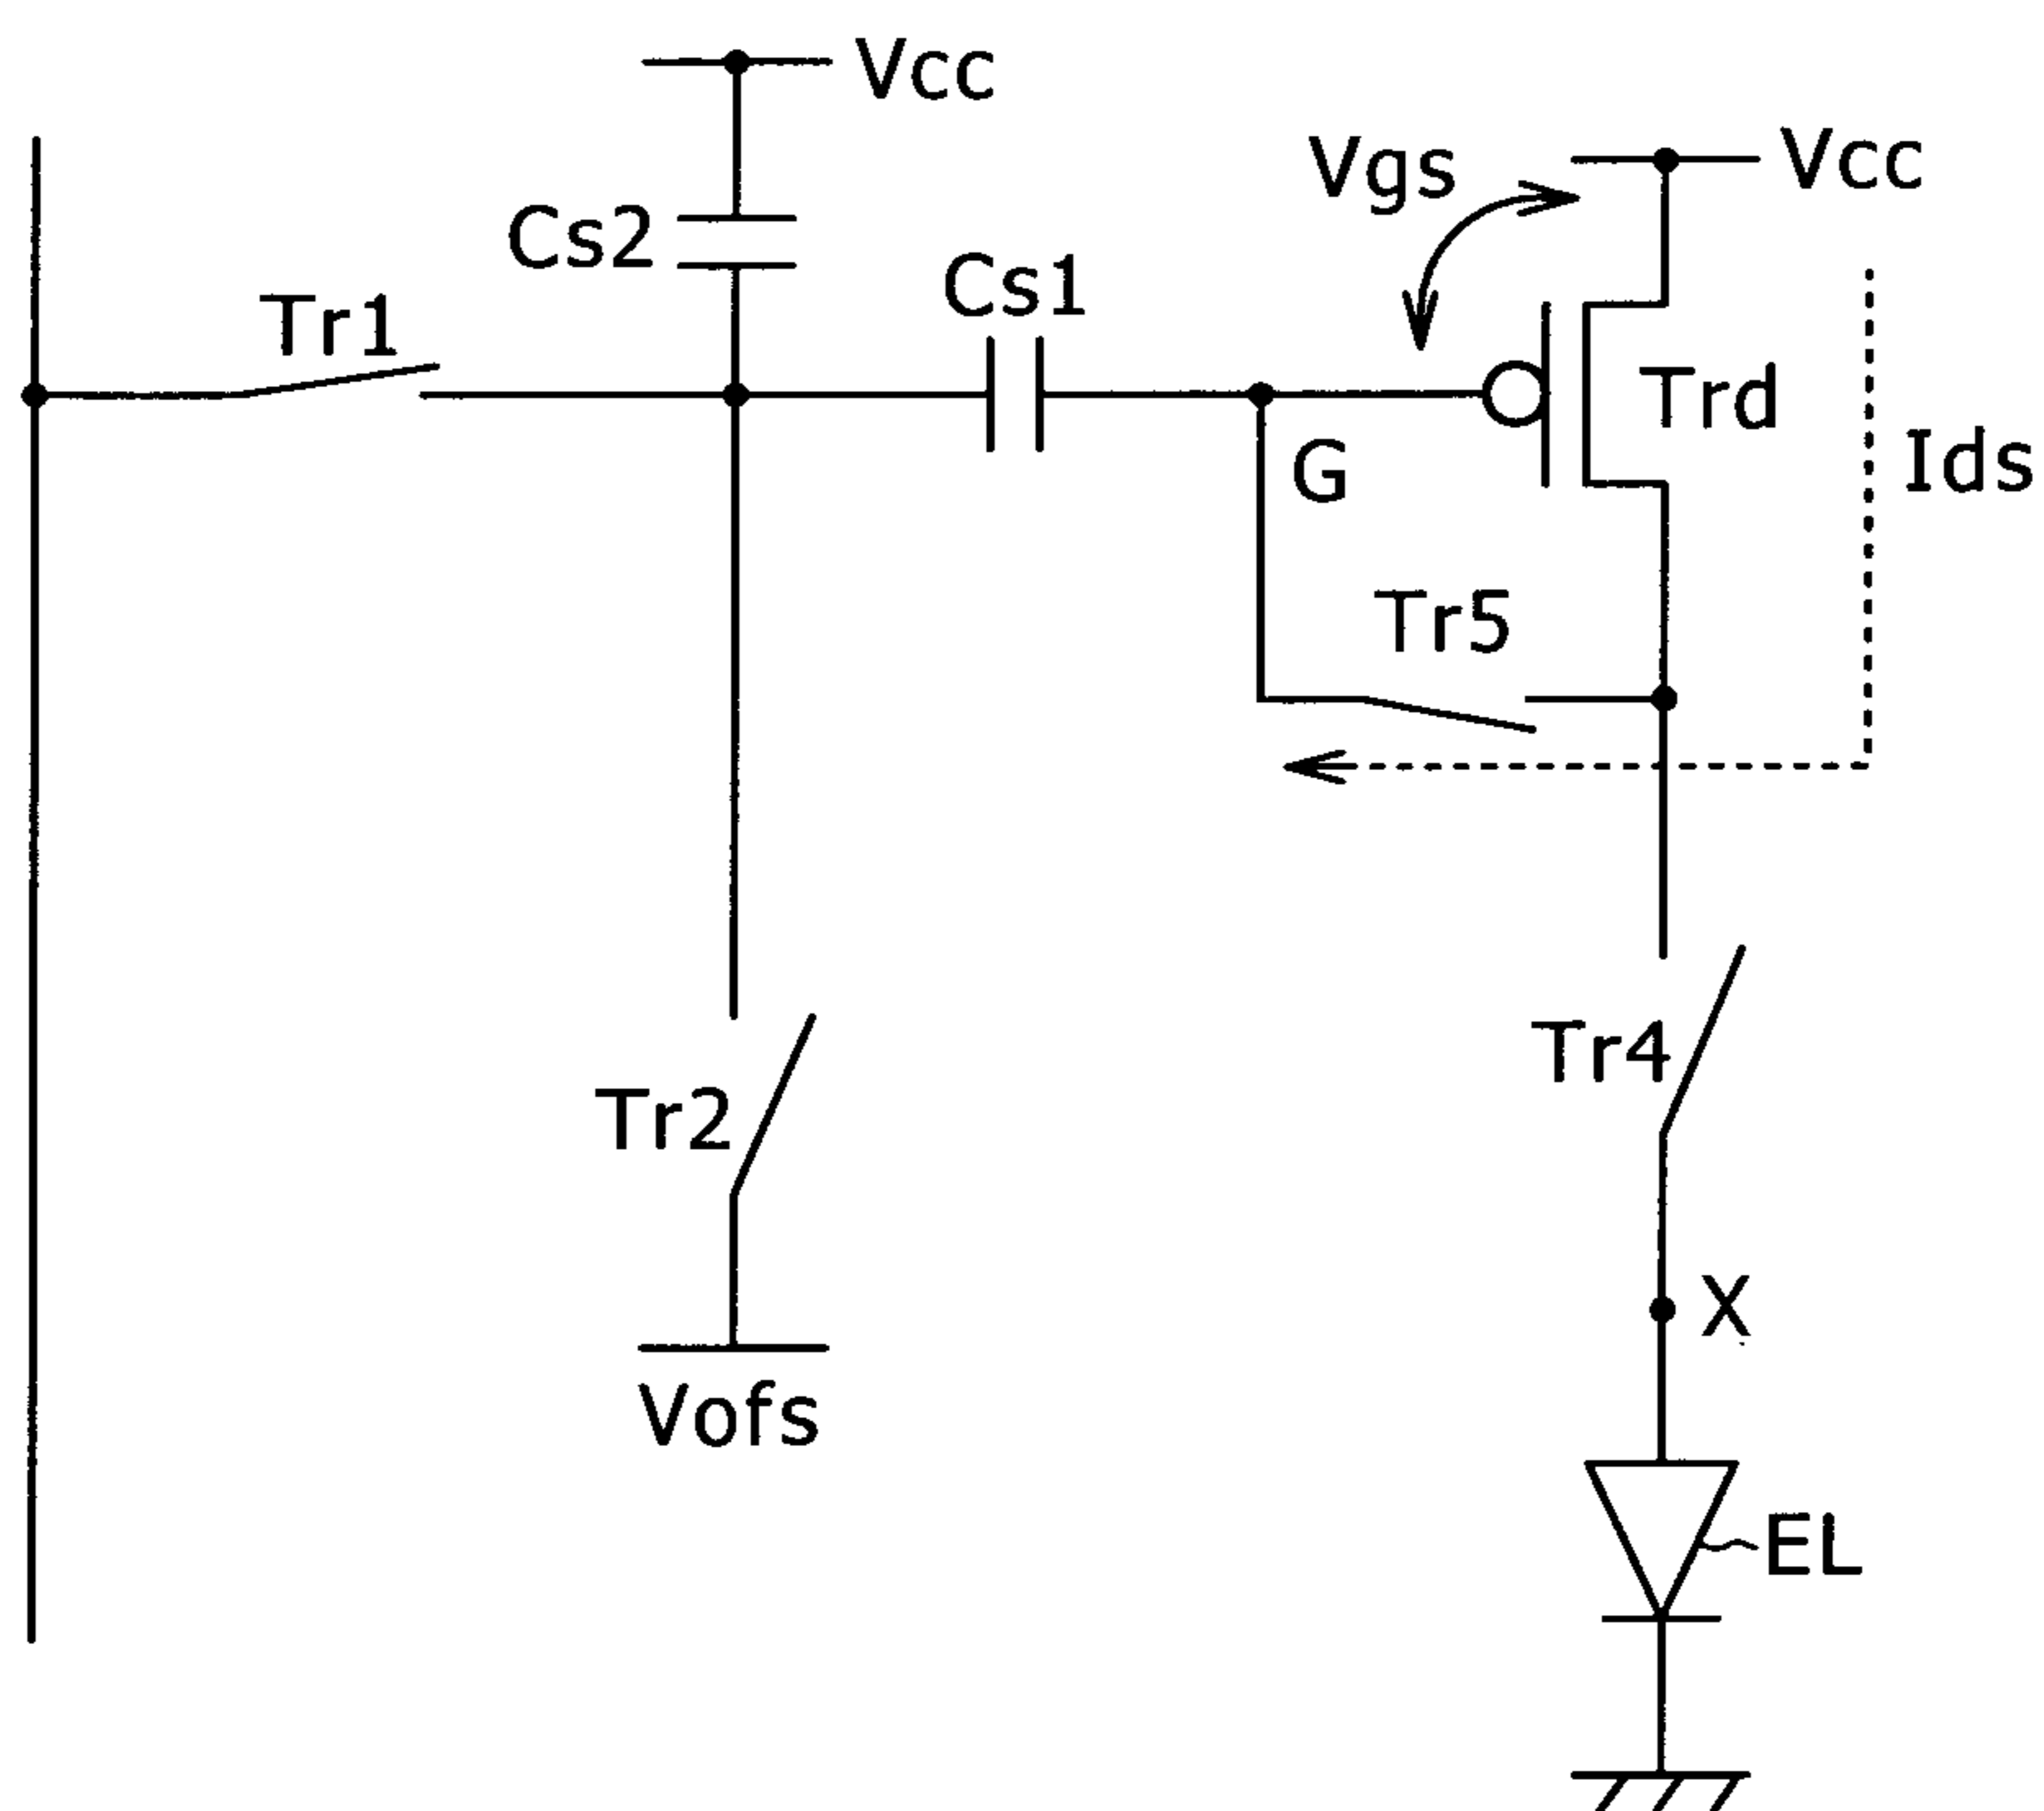 Vcc
Vgs
Vcc
Cs2
Cs1
Tr1
Trd
Ids
G
Tr5
Tr4
Tr2
X
Vofs
EL